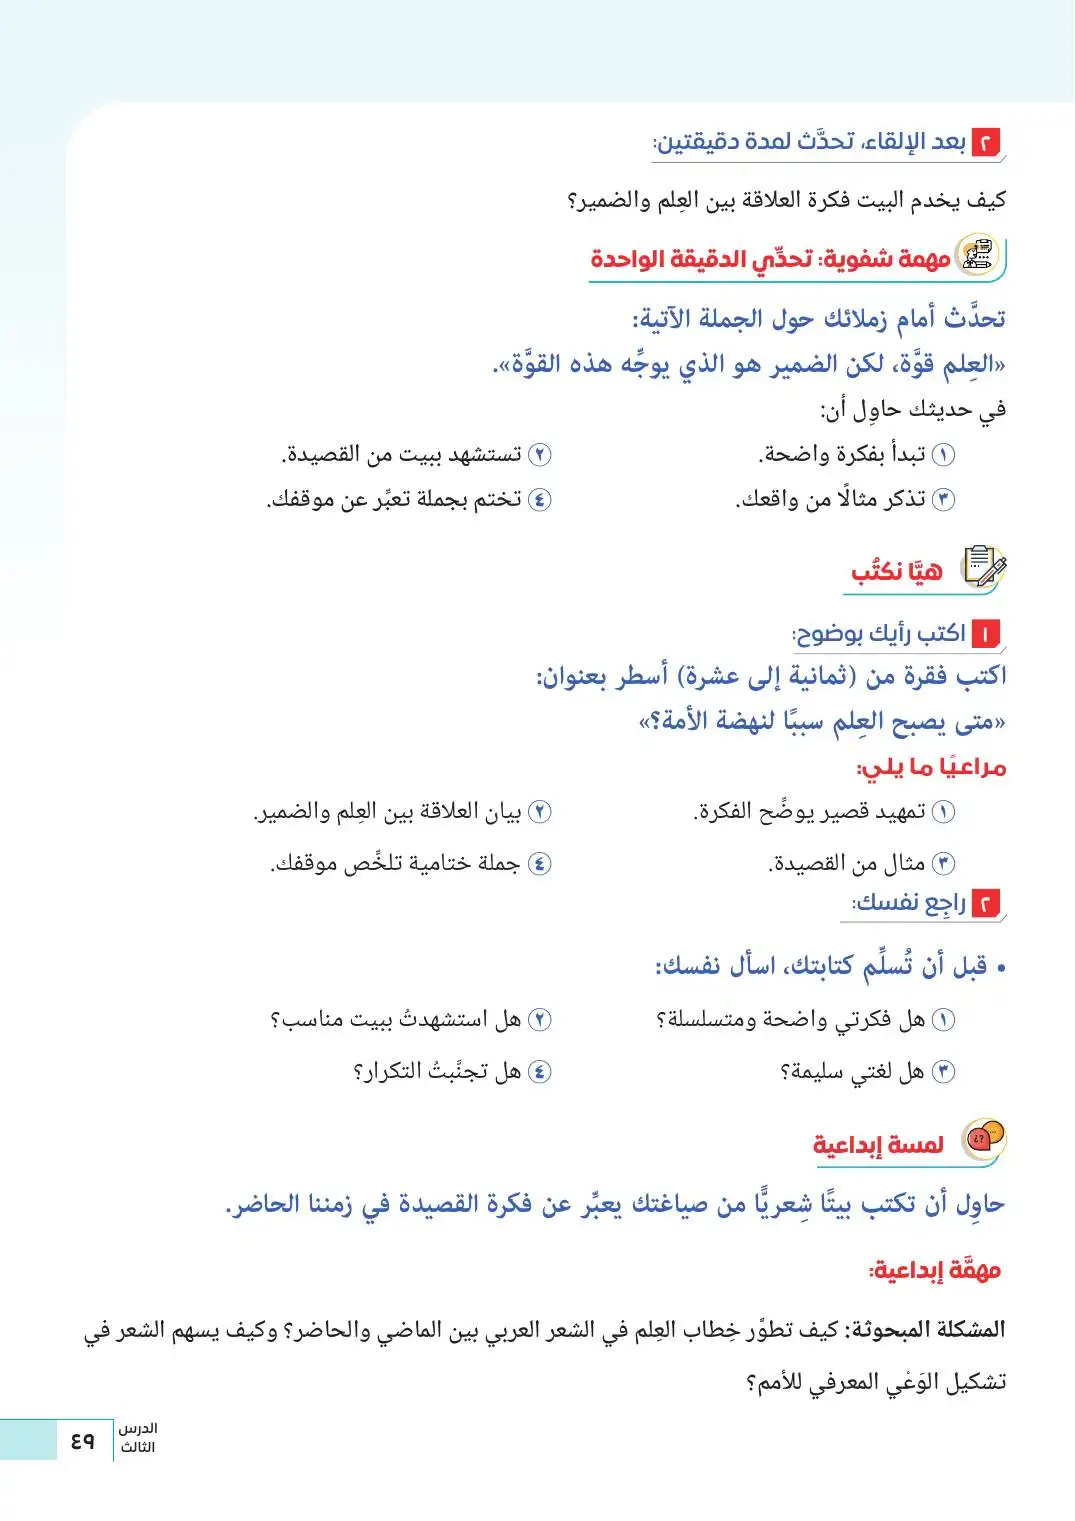 ٢ بعد الإلقاء، تحدَّث لمدة دقيقتين:
كيف يخدم البيت فكرة العلاقة بين العِلم والضمير؟
مهمة شفوية: تحدِّي الدقيقة الواحدة
تحدَّث أمام زملائك حول الجملة الآتية:
«العِلم قوَّة، لكن الضمير هو الذي يوجِّه هذه القوَّة».
في حديثك حاوِل أن:
١ تبدأ بفكرة واضحة. ٢ تستشهد ببيت من القصيدة.
٣ تذكر مثالًا من واقعك. ٤ تختم بجملة تعبِّر عن موقفك.
هيَّا نكتُب
١ اكتب رأيك بوضوح:
اكتب فقرة من (ثمانية إلى عشرة) أسطر بعنوان:
«متى يصبح العِلم سببًا لنهضة الأمة؟»
مراعيًا ما يلي:
١ تمهيد قصير يوضِّح الفكرة. ٢ بيان العلاقة بين العِلم والضمير.
٣ مثال من القصيدة. ٤ جملة ختامية تلخِّص موقفك.
٢ راجِع نفسك:
• قبل أن تُسلِّم كتابتك، اسأل نفسك:
١ هل فكرتي واضحة ومتسلسلة؟ ٢ هل استشهدتُ ببيت مناسب؟
٣ هل لغتي سليمة؟ ٤ هل تجنَّبتُ التكرار؟
لمسة إبداعية
حاوِل أن تكتب بيتًا شِعريًّا من صياغتك يعبِّر عن فكرة القصيدة في زمننا الحاضر.
مهمَّة إبداعية:
المشكلة المبحوثة: كيف تطوَّر خِطاب العِلم في الشعر العربي بين الماضي والحاضر؟ وكيف يسهم الشعر في
تشكيل الوَعْي المعرفي للأمم؟
الدرس
الثالث
٤٩